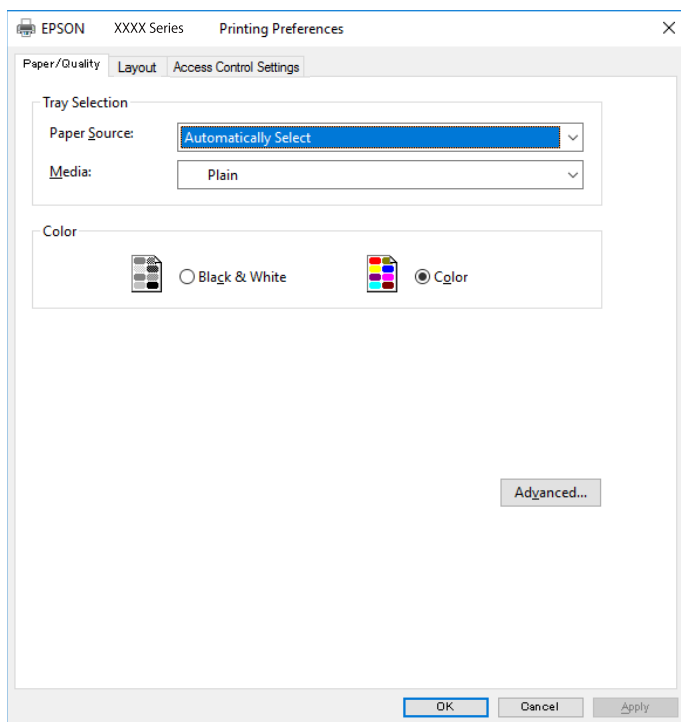 EPSON XXXX Series Printing Preferences
Paper/Quality Layout Access Control Settings
Tray Selection
Paper Source: Automatically Select
Media: Plain
Color
Black & White Color
Advanced...
OK Cancel Apply